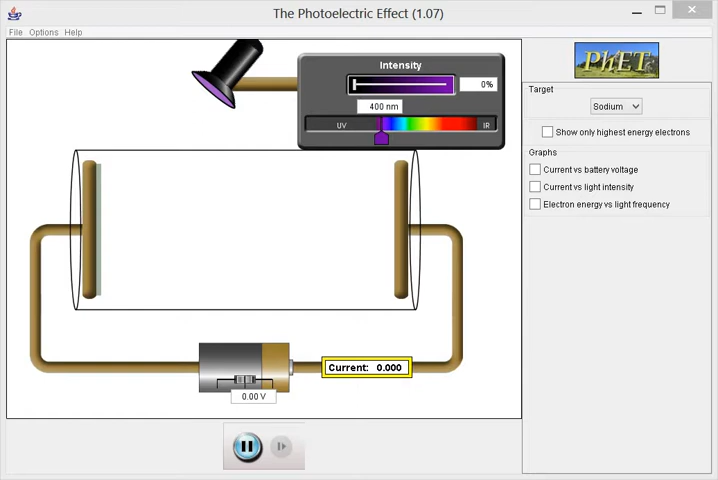 The Photoelectric Effect (1.07)
File Options Help
PhET
Intensity
0%
400 nm
UV IR
Target
Sodium
Show only highest energy electrons
Graphs
Current vs battery voltage
Current vs light intensity
Electron energy vs light frequency
Current: 0.000
0.00 V